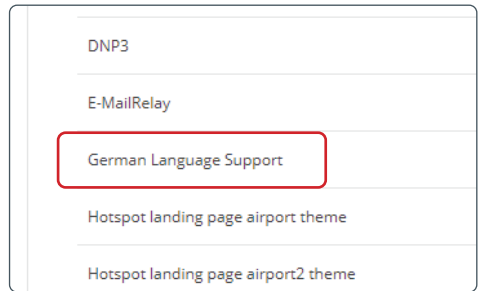 DNP3
E-MailRelay
German Language Support
Hotspot landing page airport theme
Hotspot landing page airport2 theme